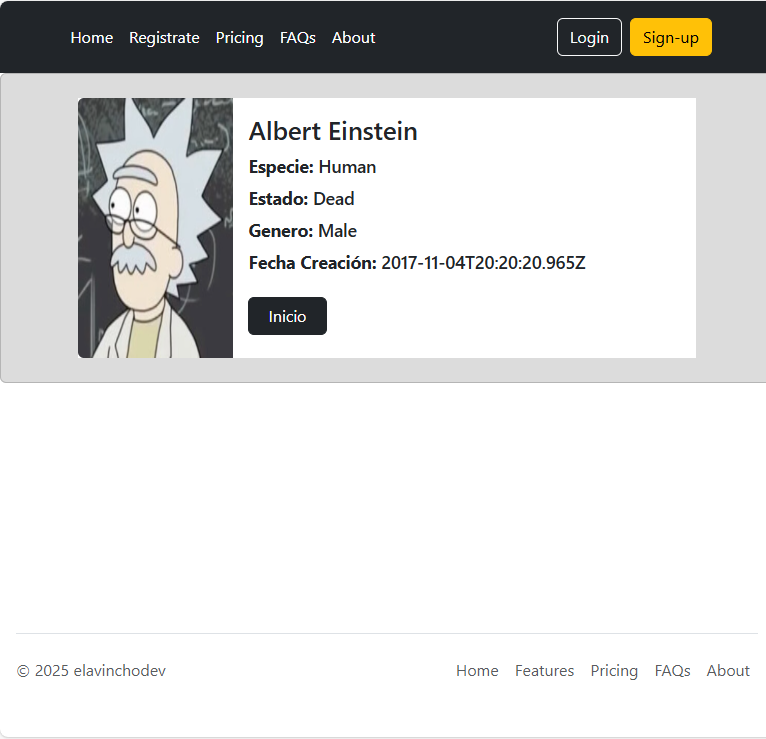 Home Registrate Pricing FAQs About Login Sign-up
Albert Einstein
Especie: Human
Estado: Dead
Genero: Male
Fecha Creación: 2017-11-04T20:20:20.965Z
Inicio
© 2025 elavinchodev Home Features Pricing FAQs About